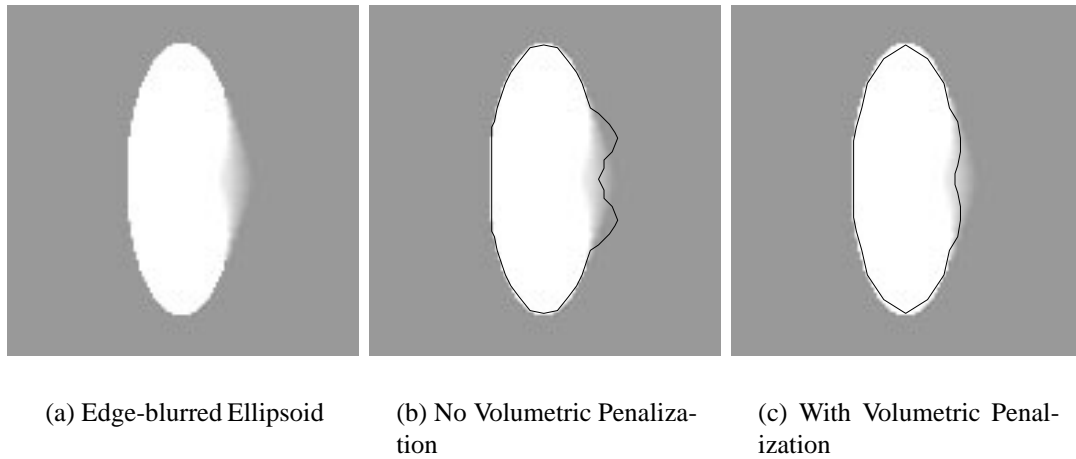 (a) Edge-blurred Ellipsoid
(b) No Volumetric Penaliza-
tion
(c) With Volumetric Penal-
ization